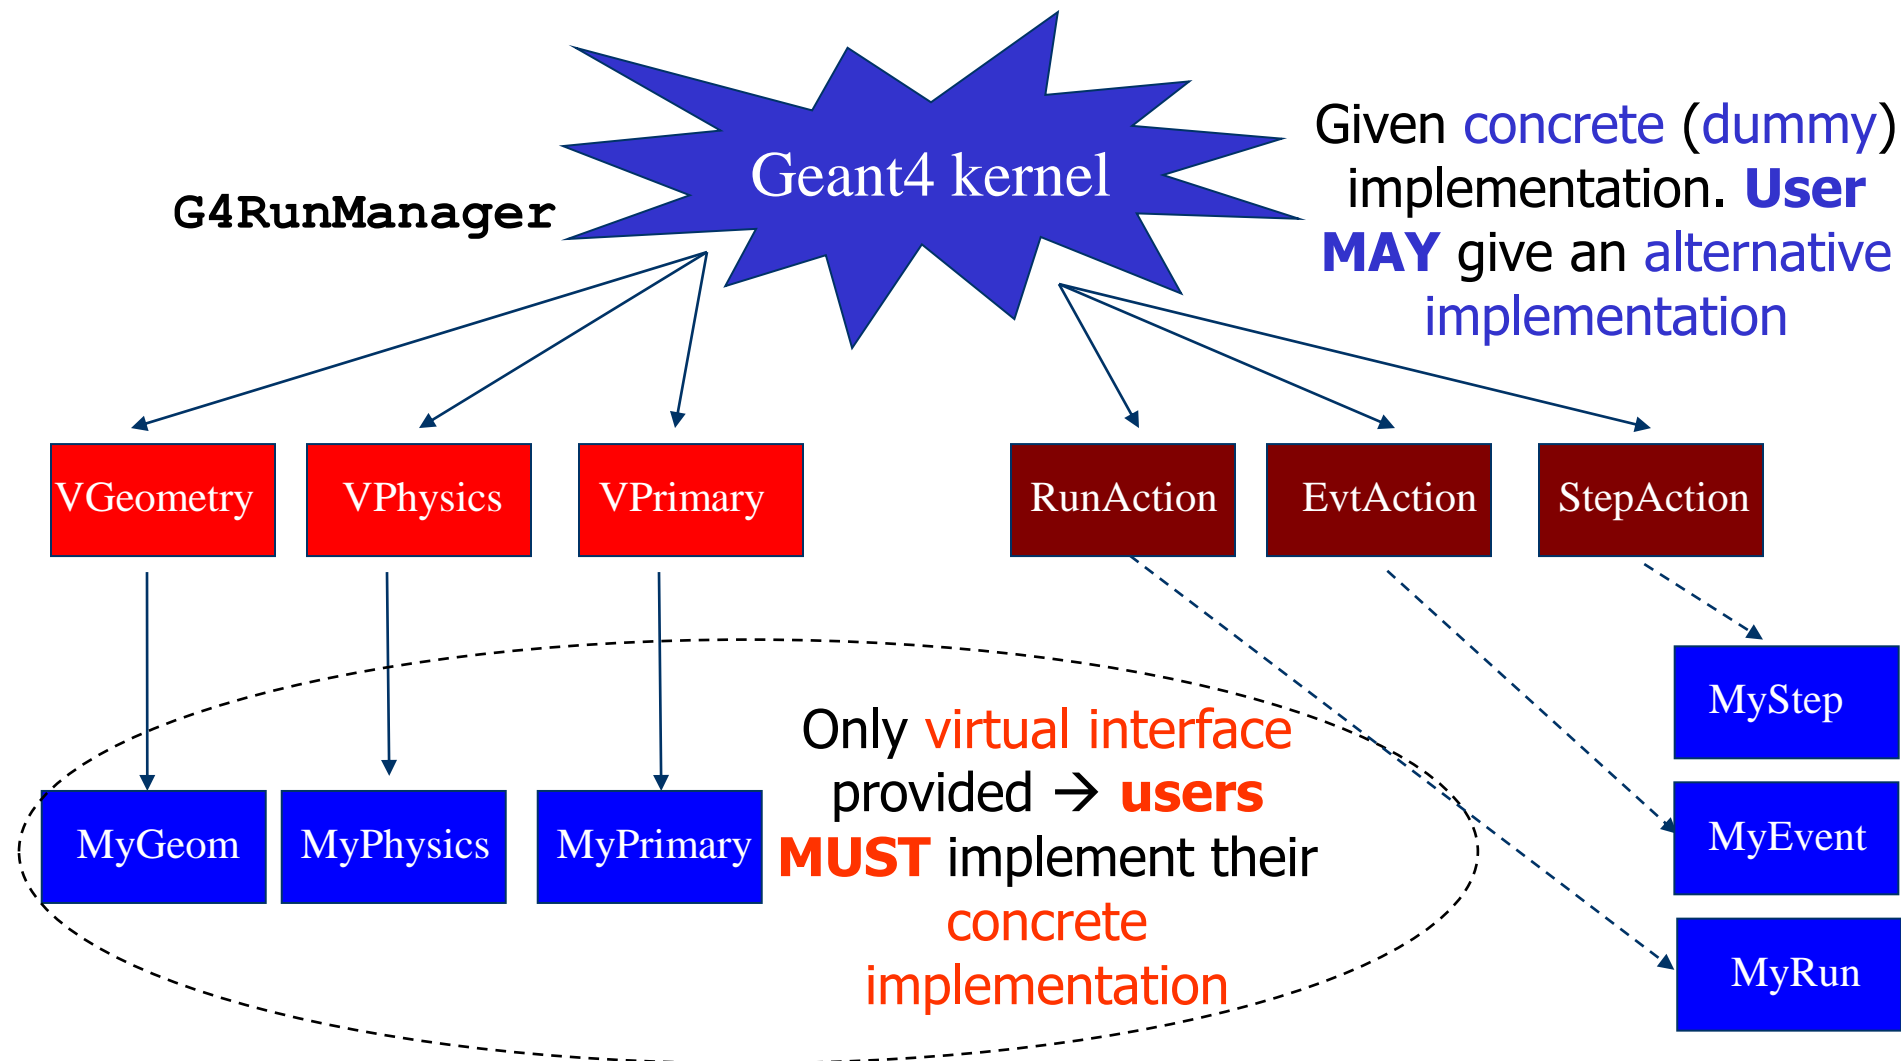 Geant4 kernel
G4RunManager
Given concrete (dummy)
implementation. User
MAY give an alternative
implementation
VGeometry
VPhysics
VPrimary
RunAction
EvtAction
StepAction
MyGeom
MyPhysics
MyPrimary
Only virtual interface
provided → users
MUST implement their
concrete
implementation
MyStep
MyEvent
MyRun